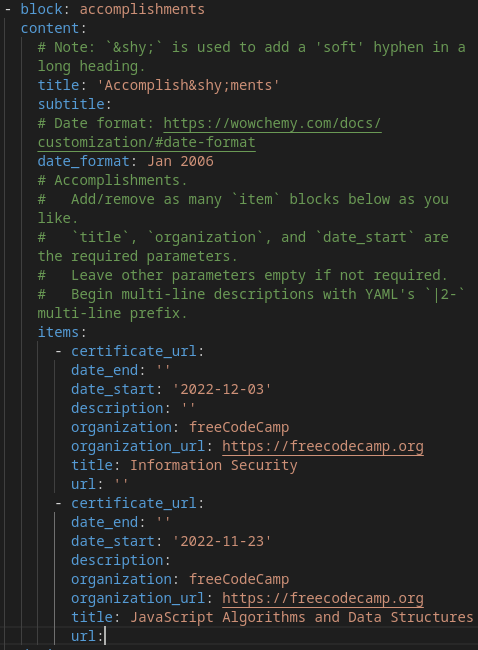 - block: accomplishments
content:
# Note: `&shy;` is used to add a 'soft' hyphen in a
long heading.
title: 'Accomplish&shy;ments'
subtitle:
# Date format: https://wowchemy.com/docs/
customization/#date-format
date_format: Jan 2006
# Accomplishments.
#   Add/remove as many `item` blocks below as you
like.
#   `title`, `organization`, and `date_start` are
the required parameters.
#   Leave other parameters empty if not required.
#   Begin multi-line descriptions with YAML's `|2-`
multi-line prefix.
items:
- certificate_url:
date_end: ''
date_start: '2022-12-03'
description: ''
organization: freeCodeCamp
organization_url: https://freecodecamp.org
title: Information Security
url: ''
- certificate_url:
date_end: ''
date_start: '2022-11-23'
description:
organization: freeCodeCamp
organization_url: https://freecodecamp.org
title: JavaScript Algorithms and Data Structures
url: